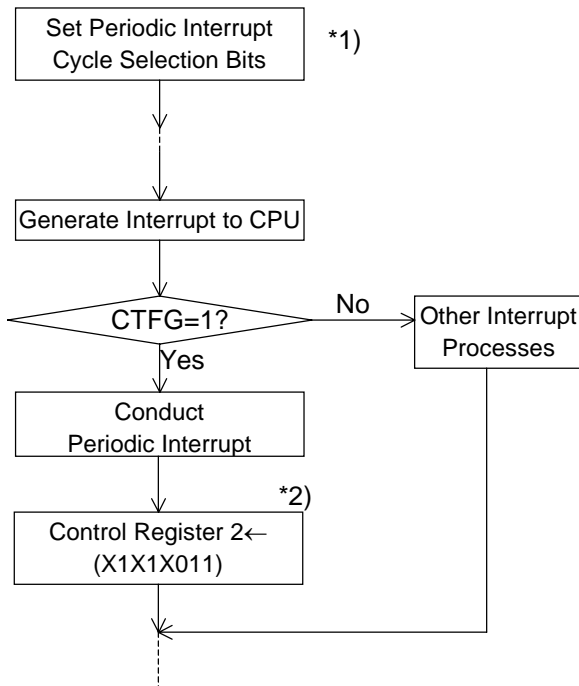 Set Periodic Interrupt
Cycle Selection Bits
*1)
Generate Interrupt to CPU
CTFG=1?
No
Other Interrupt
Processes
Yes
Conduct
Periodic Interrupt
*2)
Control Register 2←
(X1X1X011)